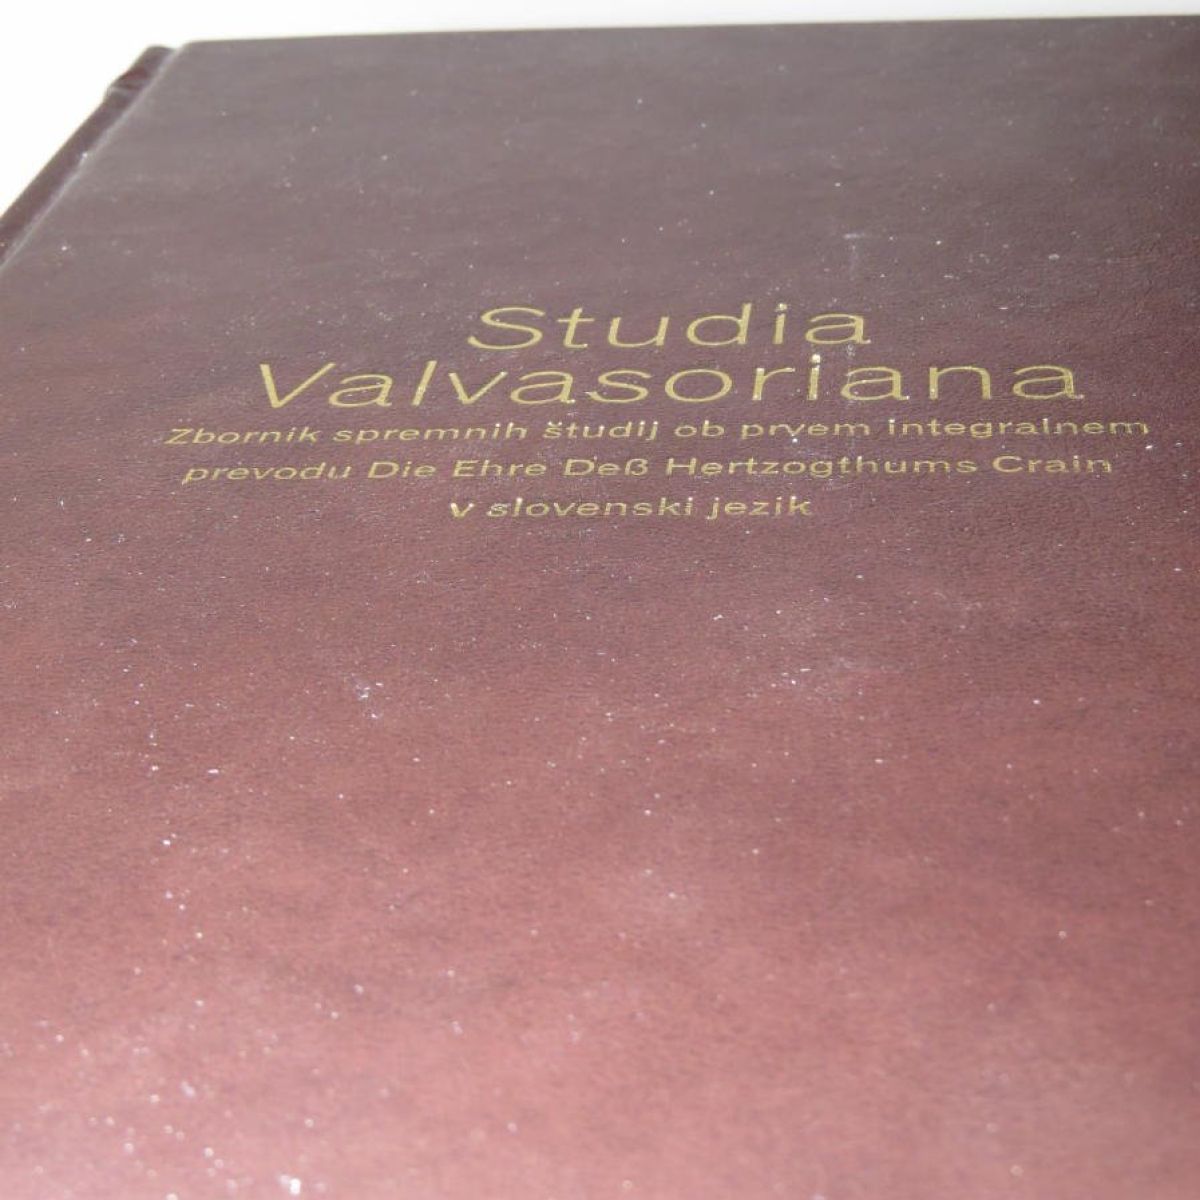 Studia
Valvasoriana
Zbornik spremnih študij ob prvem integralnem
prevodu Die Ehre Deß Hertzogthums Crain
v slovenski jezik